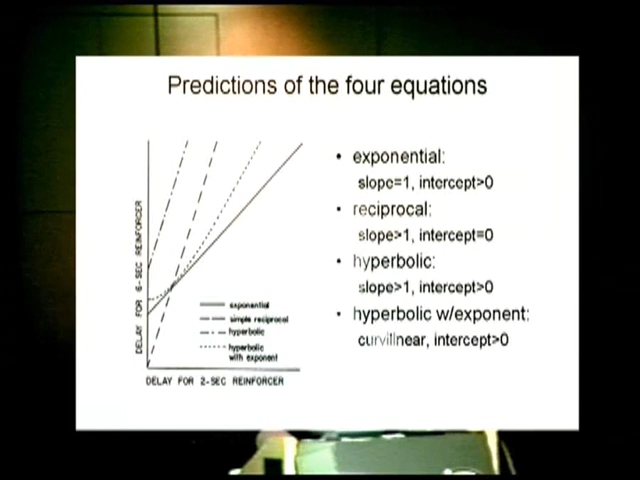 Predictions of the four equations
DELAY FOR 6-SEC REINFORCER
exponential
simple reciprocal
hyperbolic
hyperbolic
with exponent
DELAY FOR 2-SEC REINFORCER
• exponential:
slope=1, intercept>0
• reciprocal:
slope>1, intercept=0
• hyperbolic:
slope>1, intercept>0
• hyperbolic w/exponent:
curvilinear, intercept>0